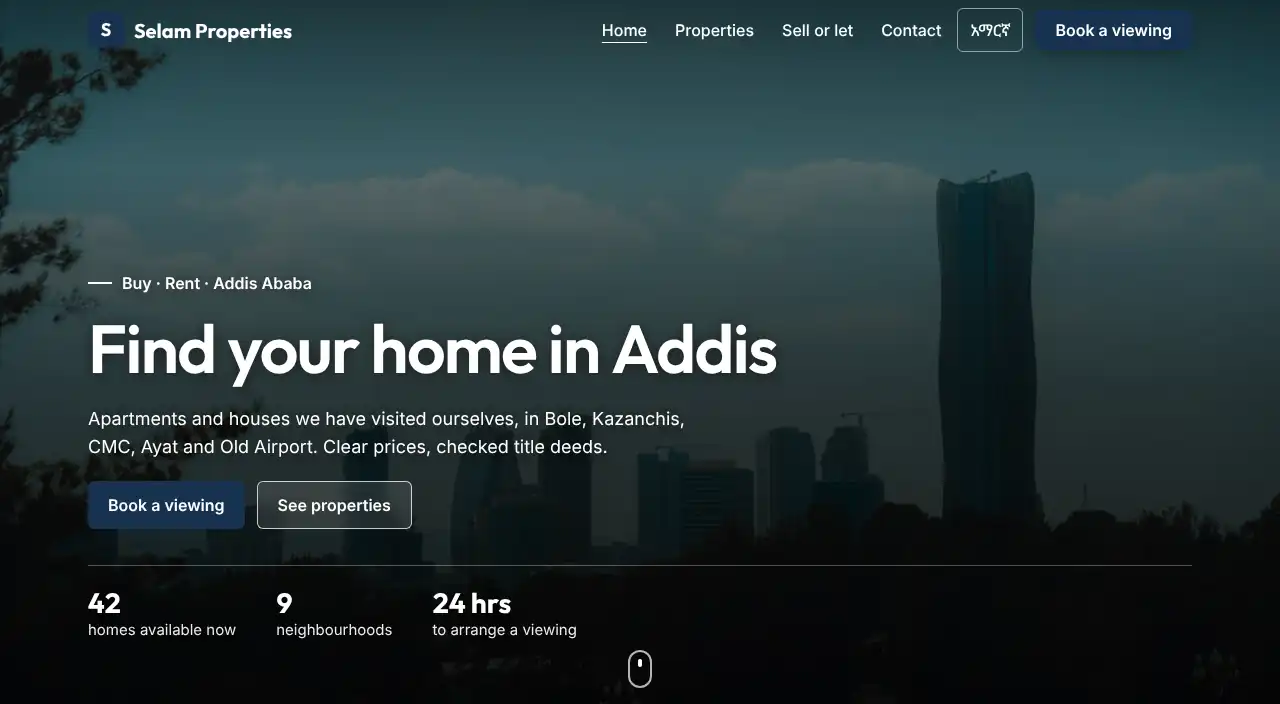 S
Selam Properties
Home
Properties
Sell or let
Contact
አማርኛ
Book a viewing
Buy · Rent · Addis Ababa
Find your home in Addis
Apartments and houses we have visited ourselves, in Bole, Kazanchis,
CMC, Ayat and Old Airport. Clear prices, checked title deeds.
Book a viewing
See properties
42
homes available now
9
neighbourhoods
24 hrs
to arrange a viewing